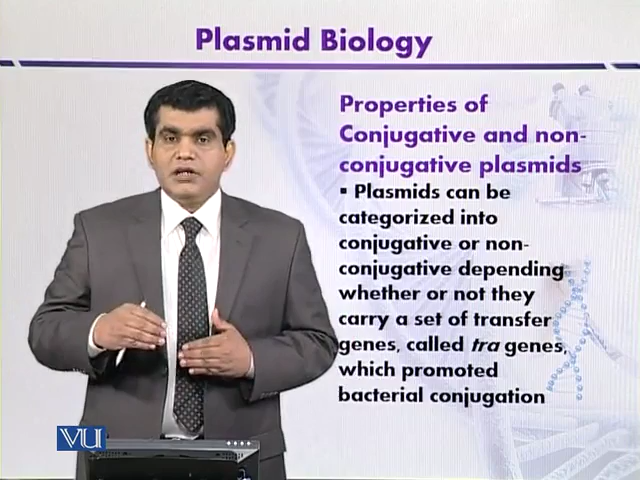 Plasmid Biology
Properties of
Conjugative and non-
conjugative plasmids
▪ Plasmids can be
categorized into
conjugative or non-
conjugative depending
whether or not they
carry a set of transfer
genes, called tra genes,
which promoted
bacterial conjugation
VU